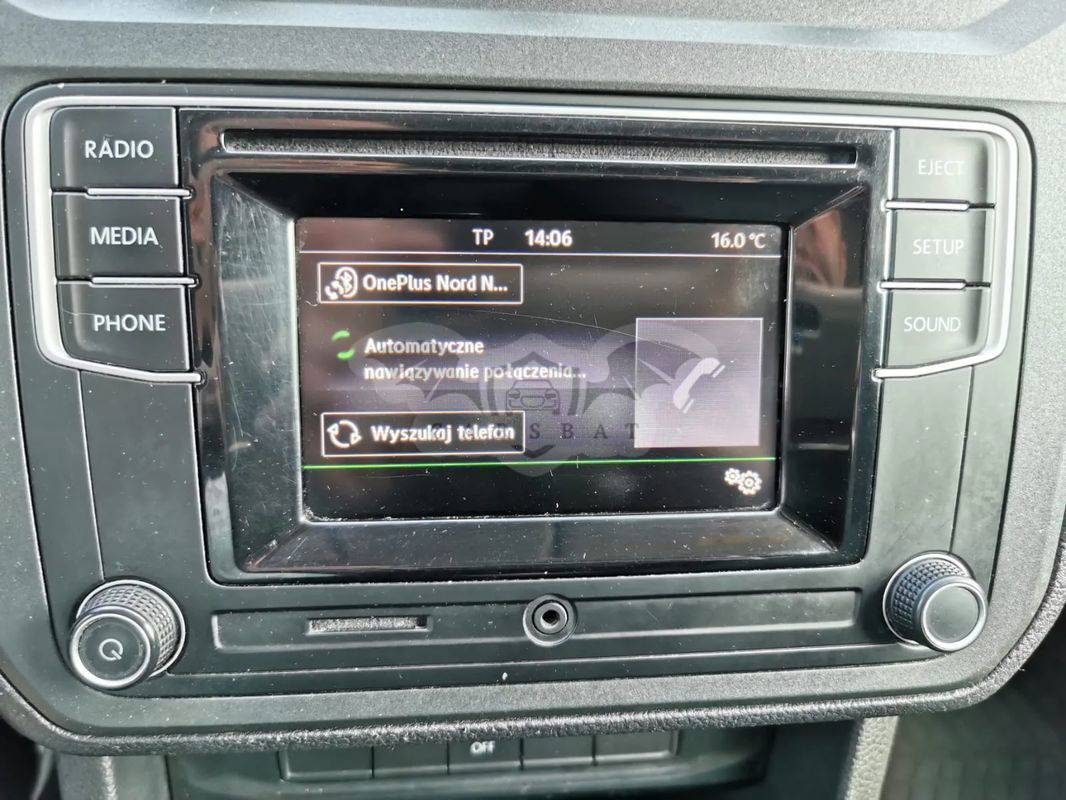 RADIO
MEDIA
PHONE
EJECT
SETUP
SOUND
TP 14:06 16.0 °C
OnePlus Nord N...
Automatyczne
nawiązywanie połączenia...
Wyszukaj telefon
Off